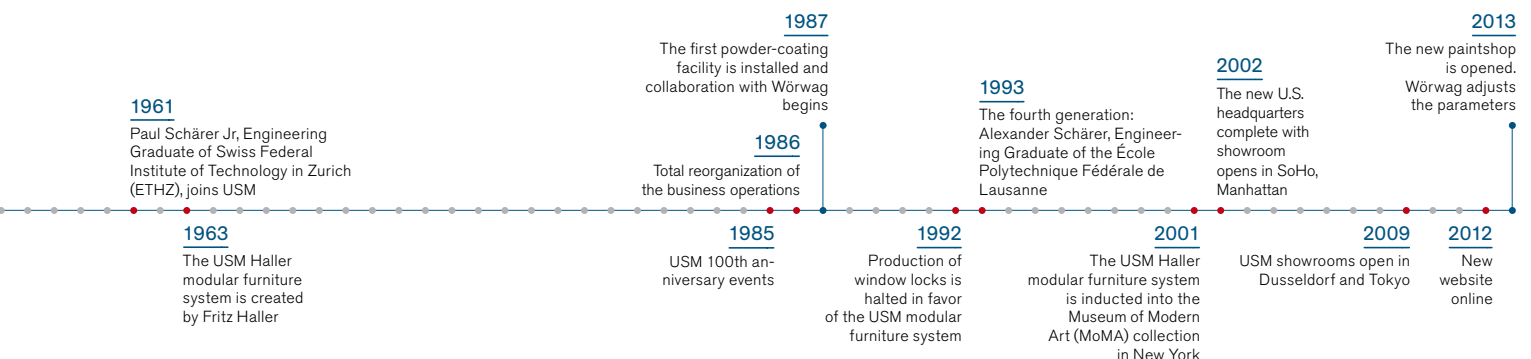 1961
Paul Schärer Jr, Engineering
Graduate of Swiss Federal
Institute of Technology in Zurich
(ETHZ), joins USM
1963
The USM Haller
modular furniture
system is created
by Fritz Haller
1985
USM 100th an-
niversary events
1986
Total reorganization of
the business operations
1987
The first powder-coating
facility is installed and
collaboration with Wörwag
begins
1992
Production of
window locks is
halted in favor
of the USM modular
furniture system
1993
The fourth generation:
Alexander Schärer, Engineer-
ing Graduate of the École
Polytechnique Fédérale de
Lausanne
2001
The USM Haller
modular furniture system
is inducted into the
Museum of Modern
Art (MoMA) collection
in New York
2002
The new U.S.
headquarters
complete with
showroom
opens in SoHo,
Manhattan
2009
USM showrooms open in
Dusseldorf and Tokyo
2012
New
website
online
2013
The new paintshop
is opened.
Wörwag adjusts
the parameters